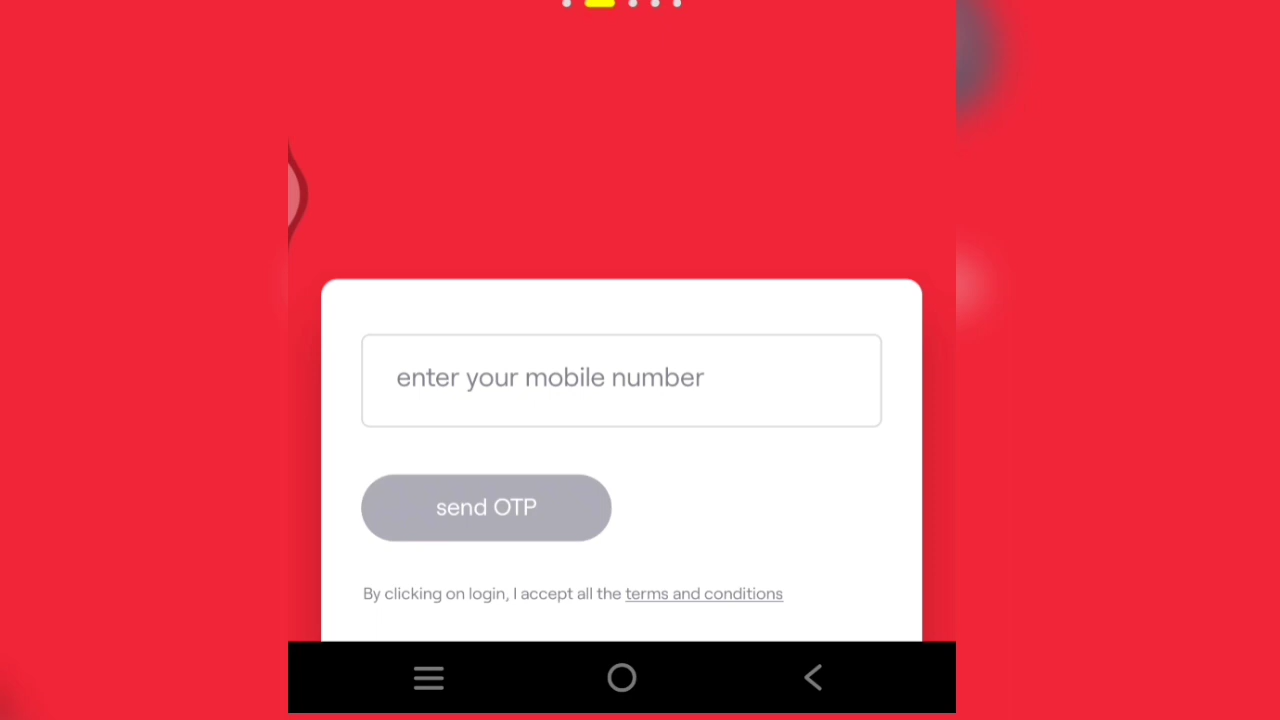 enter your mobile number
send OTP
By clicking on login, I accept all the terms and conditions